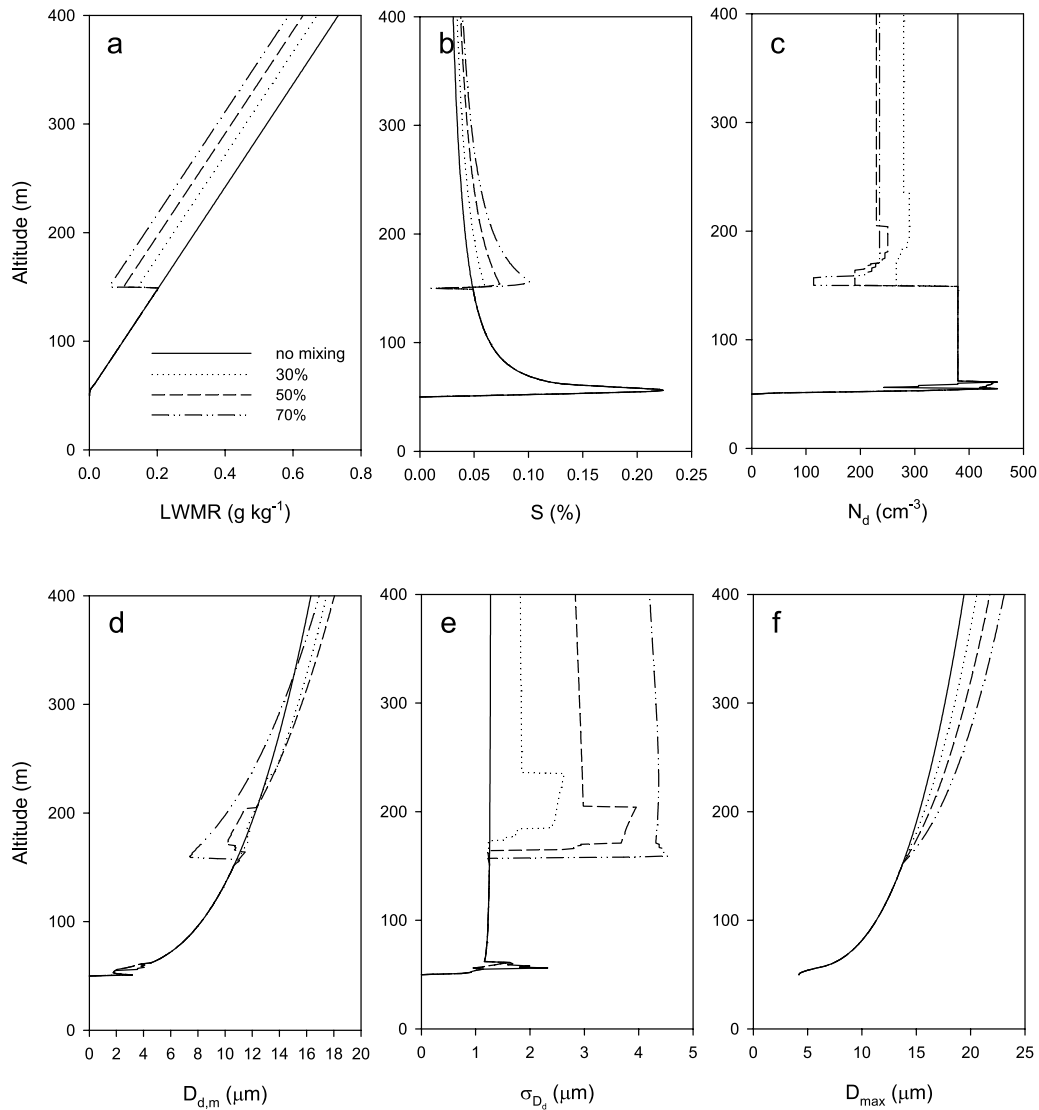 a
b
c
400
300
200
100
0
Altitude (m)
no mixing
30%
50%
70%
0.0 0.2 0.4 0.6 0.8
LWMR (g kg⁻¹)
400
300
200
100
0
0.00 0.05 0.10 0.15 0.20 0.25
S (%)
400
300
200
100
0
0 100 200 300 400 500
N_d (cm⁻³)
d
e
f
400
300
200
100
0
Altitude (m)
0 2 4 6 8 10 12 14 16 18 20
D_d,m (μm)
400
300
200
100
0
0 1 2 3 4 5
σ_D_d (μm)
400
300
200
100
0
0 5 10 15 20 25
D_max (μm)